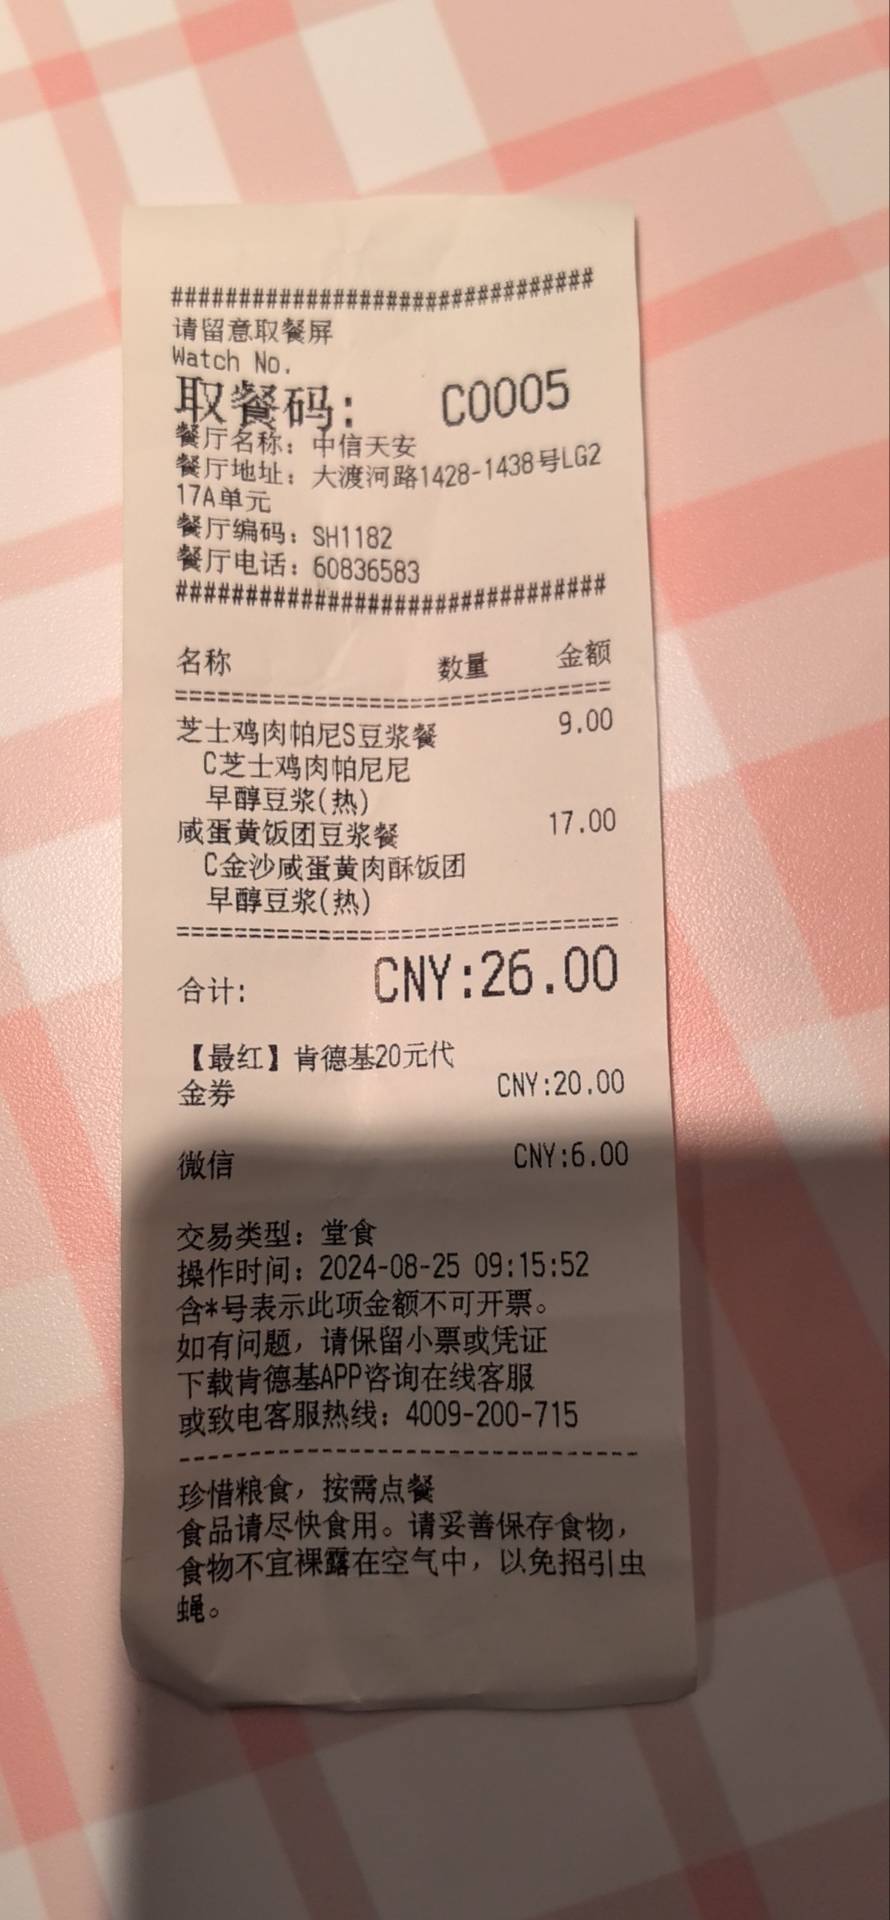 ################################
请留意取餐屏
Watch No.
取餐码： C0005
餐厅名称：中信天安
餐厅地址：大渡河路1428-1438号LG2
17A单元
餐厅编码：SH1182
餐厅电话：60836583
################################
名称 数量 金额
================================
芝士鸡肉帕尼S豆浆餐 9.00
C芝士鸡肉帕尼尼
早醇豆浆(热)
咸蛋黄饭团豆浆餐 17.00
C金沙咸蛋黄肉酥饭团
早醇豆浆(热)
================================
合计: CNY:26.00
【最红】肯德基20元代
金券 CNY:20.00
微信 CNY:6.00
交易类型：堂食
操作时间：2024-08-25 09:15:52
含*号表示此项金额不可开票。
如有问题，请保留小票或凭证
下载肯德基APP咨询在线客服
或致电客服热线：4009-200-715
--------------------------------
珍惜粮食，按需点餐
食品请尽快食用。请妥善保存食物，
食物不宜裸露在空气中，以免招引虫
蝇。